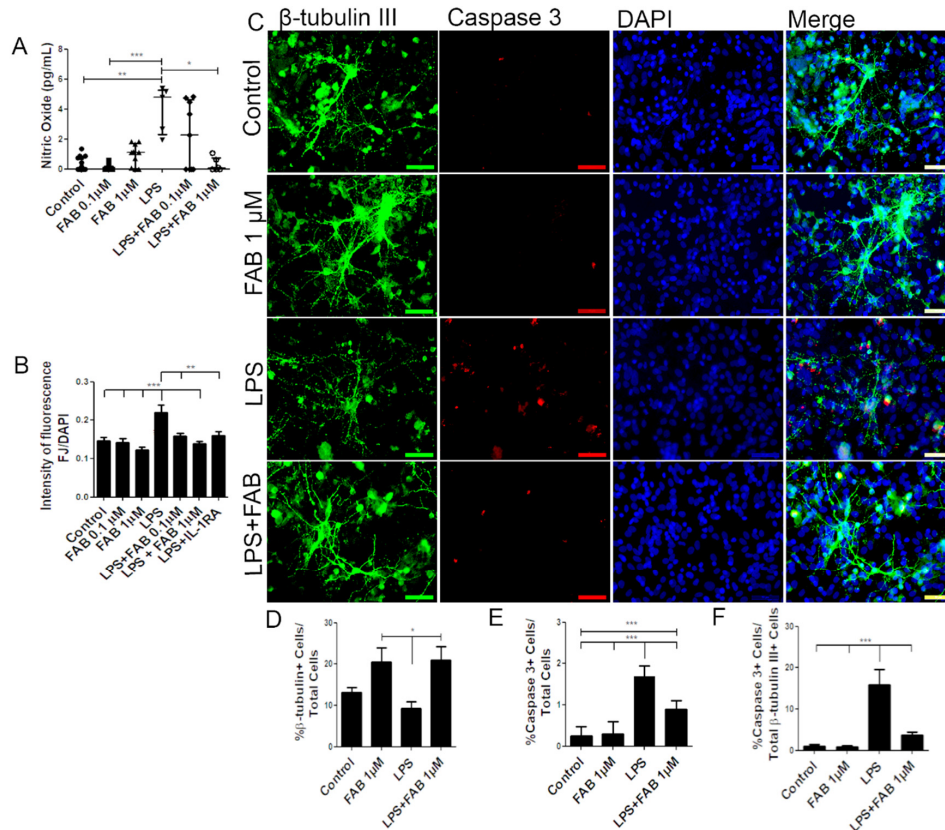 C β-tubulin III Caspase 3 DAPI Merge
Control
FAB 1 µM
LPS
LPS+FAB
A
Nitric Oxide (pg/mL)
8
6
4
2
0
***
**
*
Control
FAB 0.1µM
FAB 1µM
LPS
LPS+FAB 0.1µM
LPS+FAB 1µM
B
Intensity of fluorescence
FJ/DAPI
0.3
0.2
0.1
0.0
**
***
Control
FAB 0.1 µM
FAB 1µM
LPS
LPS+FAB 0.1µM
LPS + FAB 1µM
LPS+IL-1RA
D
%β-tubulin+ Cells/
Total Cells
30
20
10
0
*
Control
FAB 1µM
LPS
LPS+FAB 1µM
E
%Caspase 3+ Cells/
Total Cells
3
2
1
0
***
***
Control
FAB 1µM
LPS
LPS+FAB 1µM
F
%Caspase 3+ Cells/
Total β-tubulin III+ Cells
30
20
10
0
***
Control
FAB 1µM
LPS
LPS+FAB 1µM